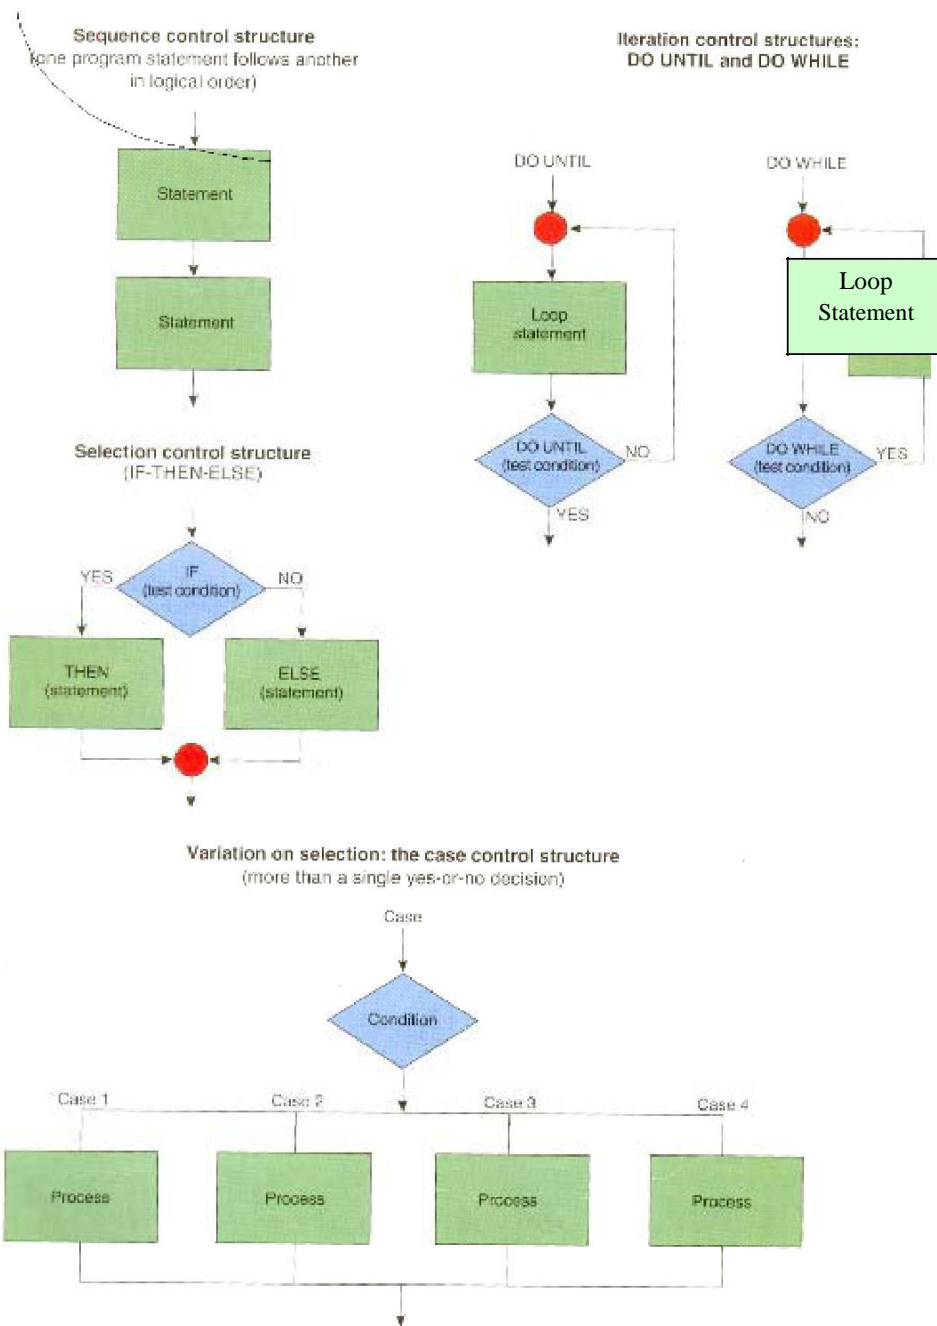 Sequence control structure
(one program statement follows another
in logical order)
Statement
Statement
Selection control structure
(IF-THEN-ELSE)
IF
(test condition)
YES
NO
THEN
(statement)
ELSE
(statement)
Iteration control structures:
DO UNTIL and DO WHILE
DO UNTIL
Loop
statement
DO UNTIL
(test condition)
NO
YES
DO WHILE
Loop
Statement
DO WHILE
(test condition)
YES
NO
Variation on selection: the case control structure
(more than a single yes-or-no decision)
Case
Condition
Case 1
Case 2
Case 3
Case 4
Process
Process
Process
Process